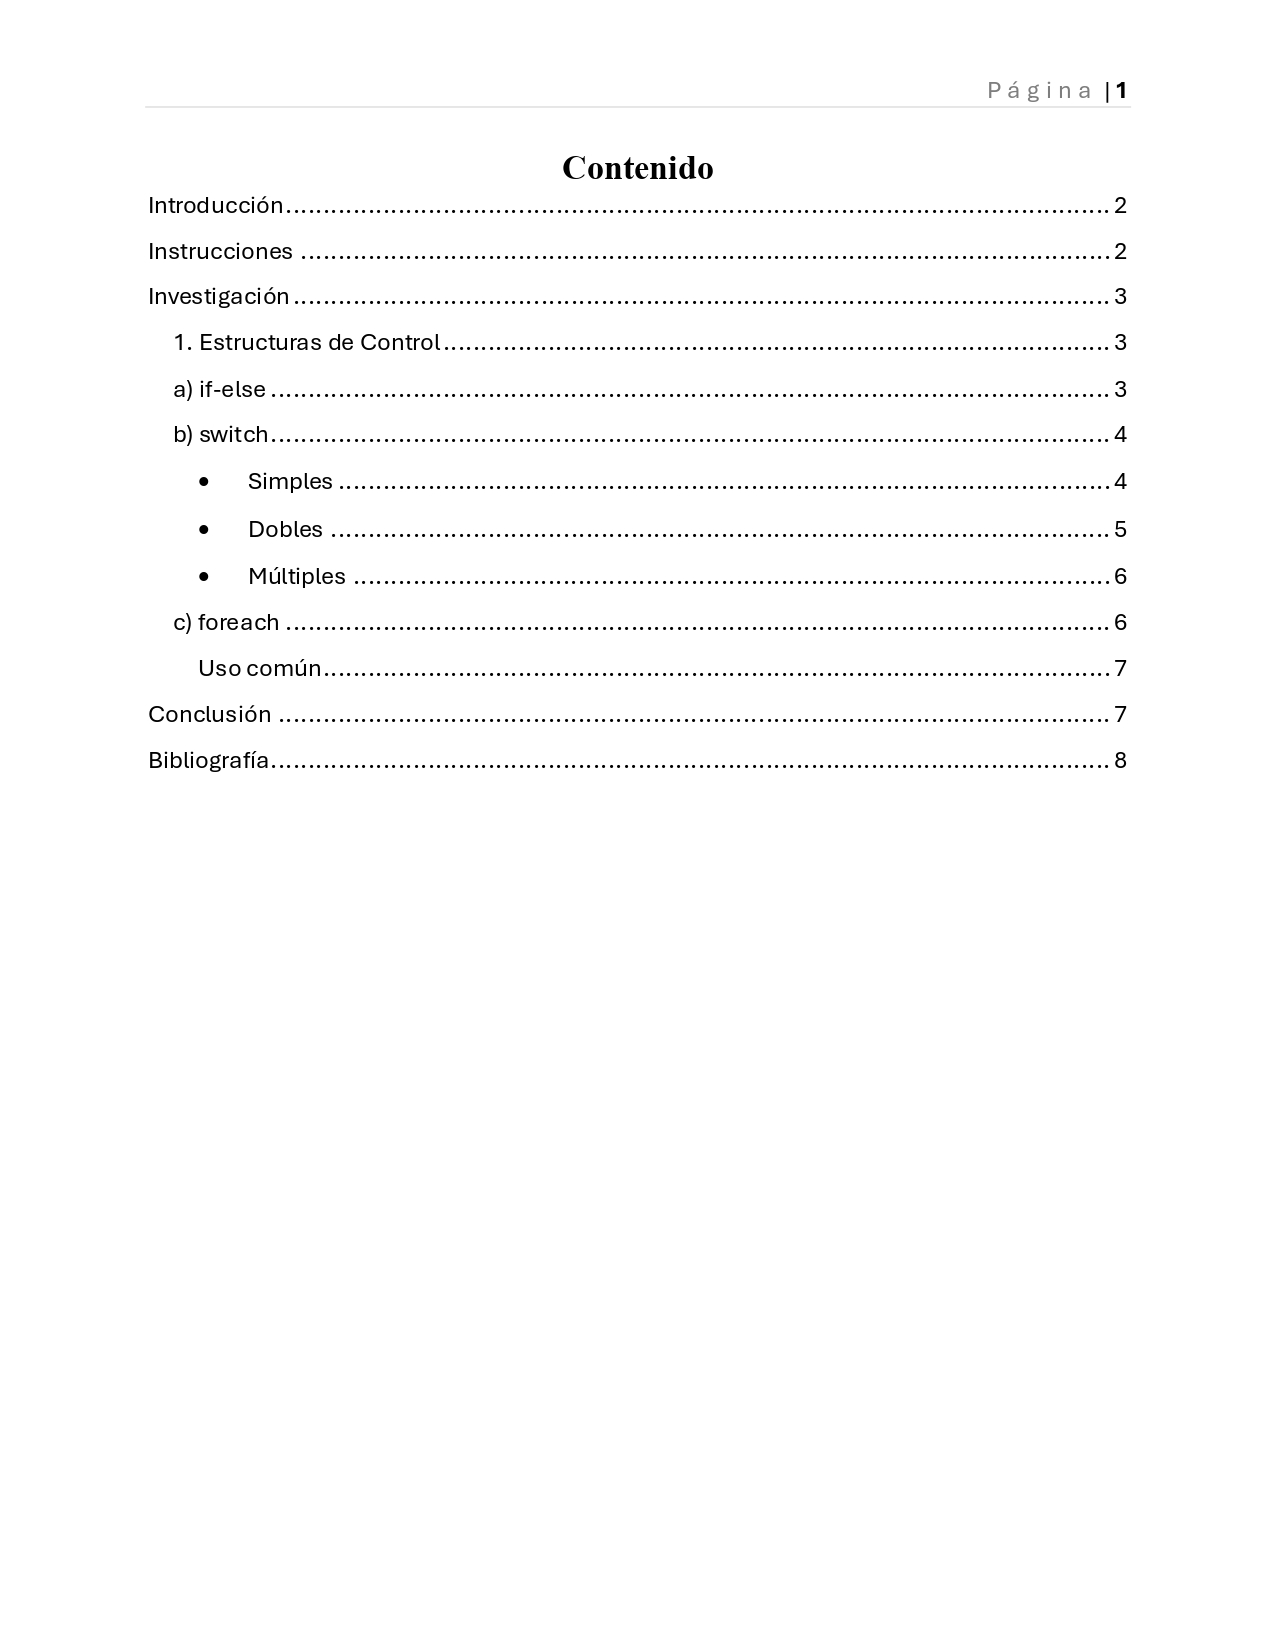 Página | 1
Contenido
Introducción 2
Instrucciones 2
Investigación 3
1. Estructuras de Control 3
a) if-else 3
b) switch 4
• Simples 4
• Dobles 5
• Múltiples 6
c) foreach 6
Uso común 7
Conclusión 7
Bibliografía 8